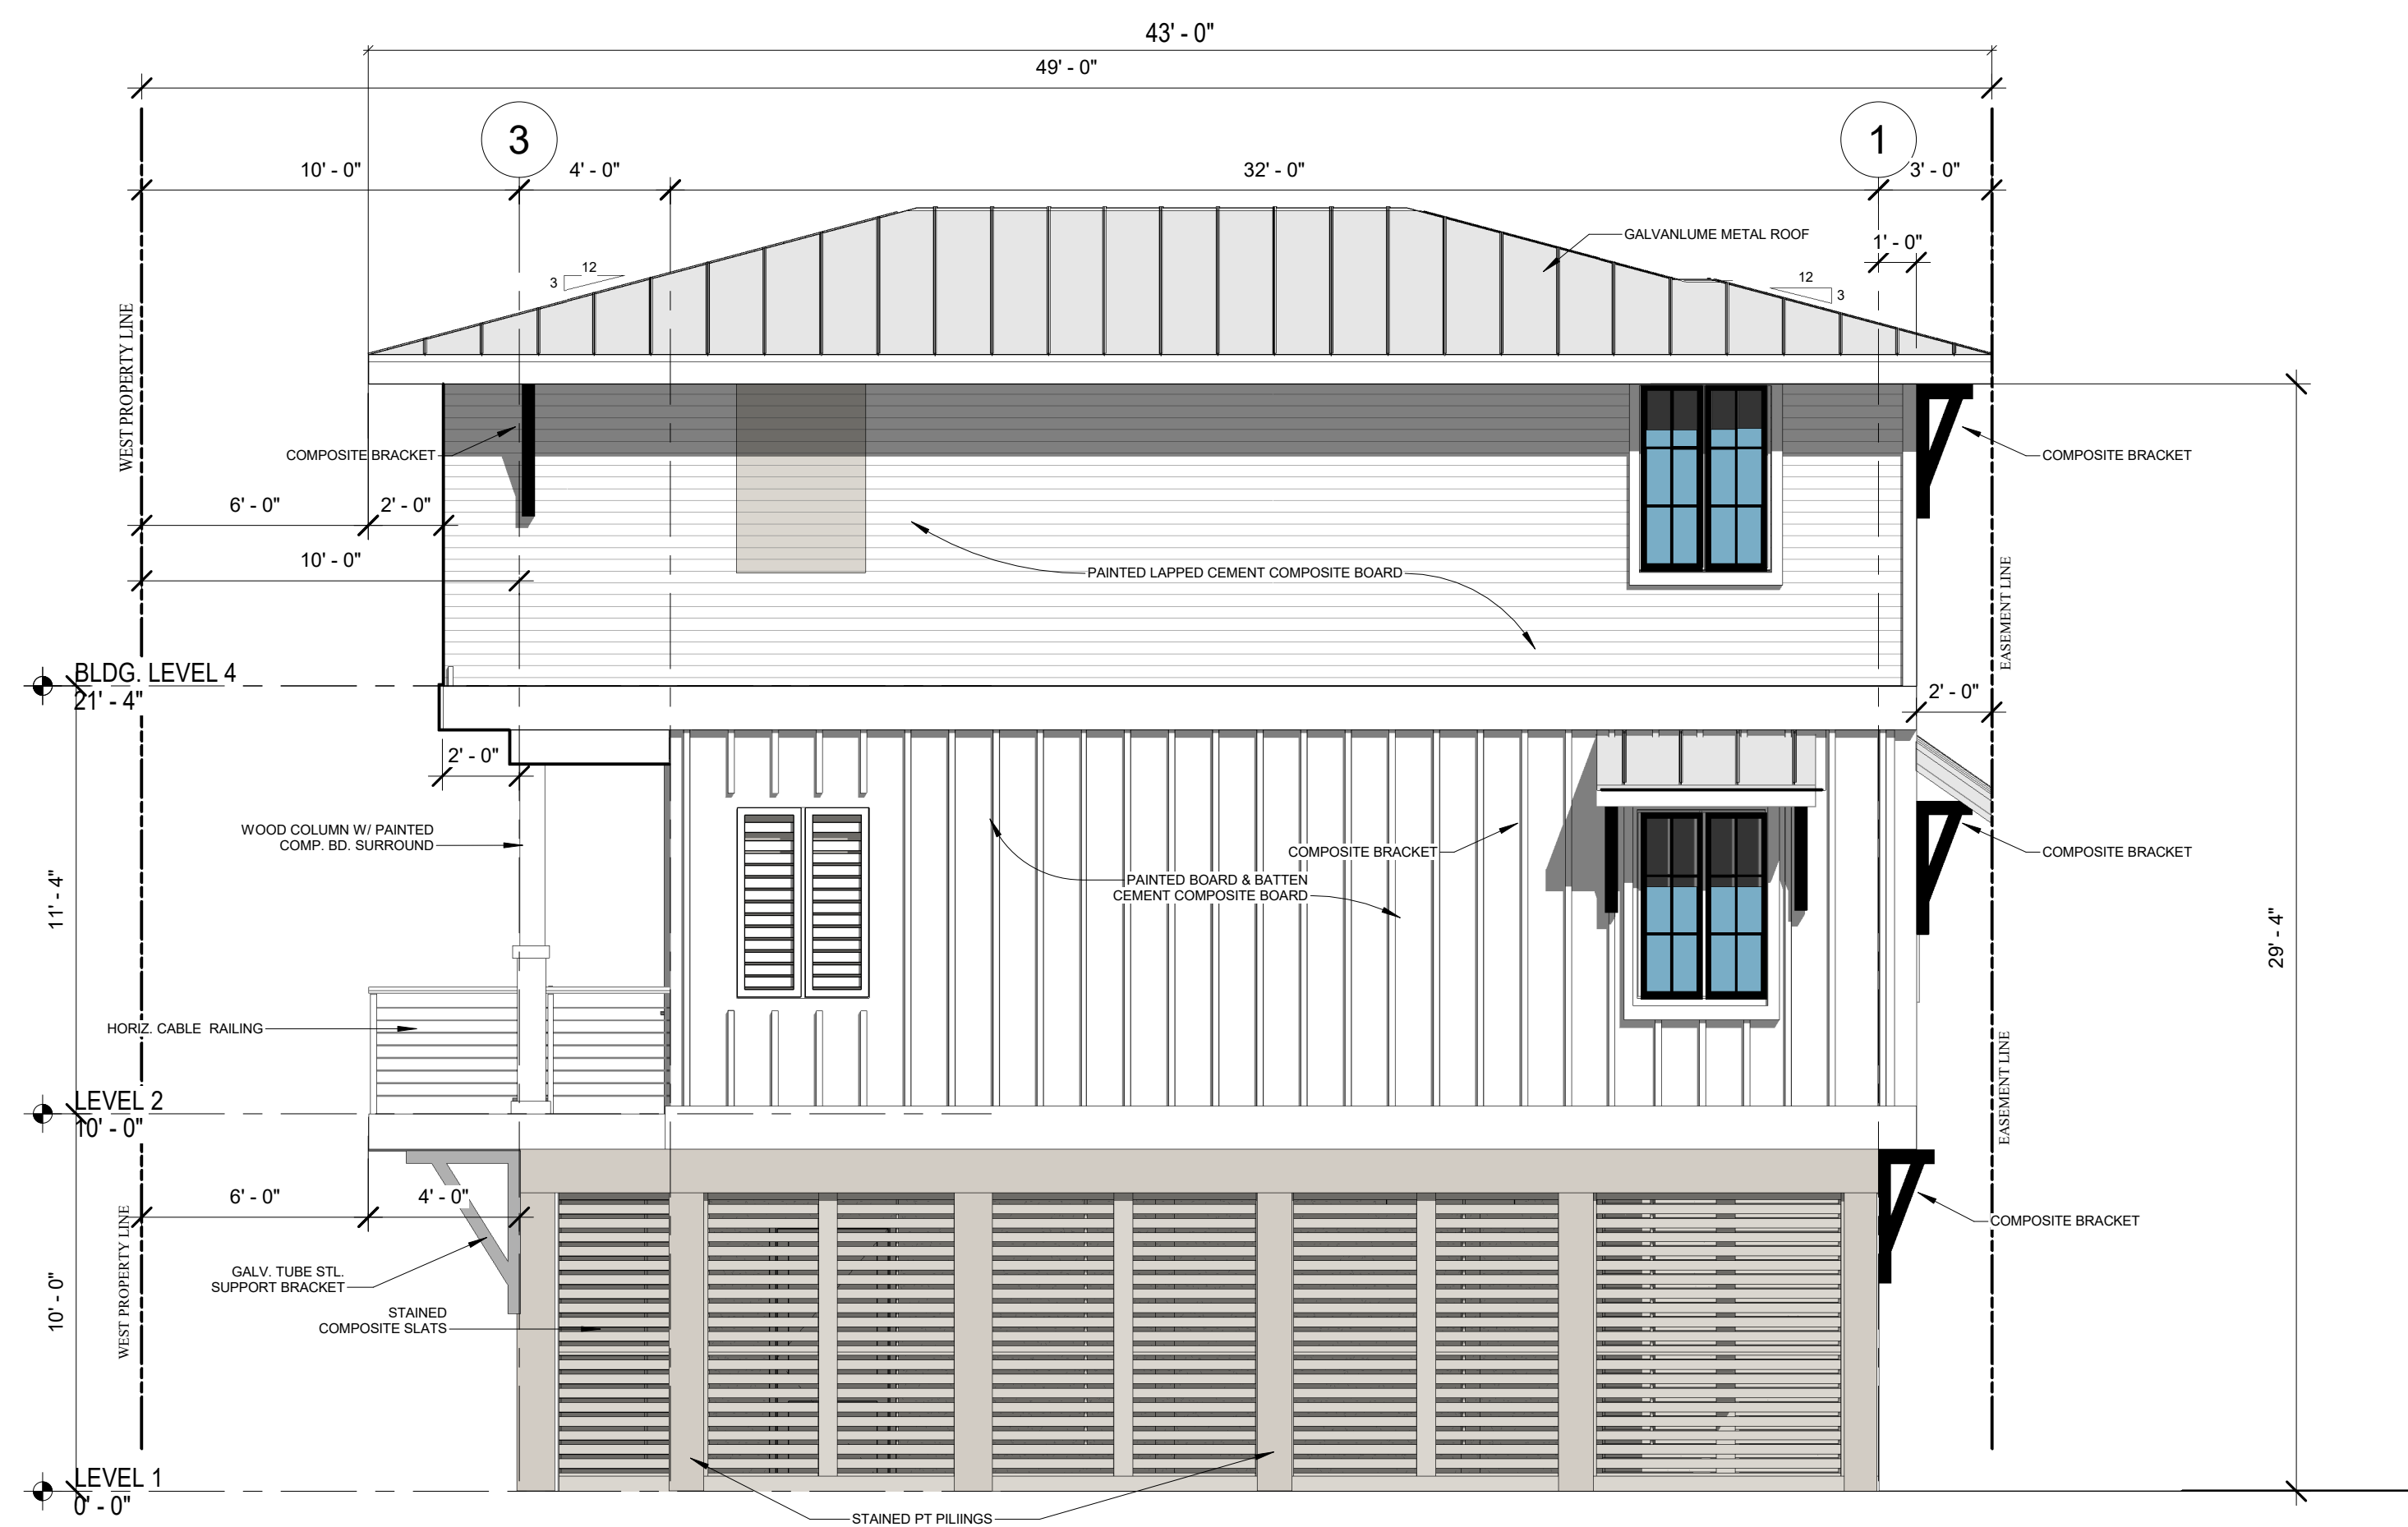 43' - 0"
49' - 0"
3
1
10' - 0"
4' - 0"
32' - 0"
3' - 0"
GALVANLUME METAL ROOF
1' - 0"
12
3
12
3
WEST PROPERTY LINE
COMPOSITE BRACKET
COMPOSITE BRACKET
6' - 0"
2' - 0"
10' - 0"
PAINTED LAPPED CEMENT COMPOSITE BOARD
EASEMENT LINE
BLDG. LEVEL 4
21' - 4"
2' - 0"
2' - 0"
WOOD COLUMN W/ PAINTED
COMP. BD. SURROUND
COMPOSITE BRACKET
COMPOSITE BRACKET
PAINTED BOARD & BATTEN
CEMENT COMPOSITE BOARD
11' - 4"
29' - 4"
HORIZ. CABLE RAILING
EASEMENT LINE
LEVEL 2
10' - 0"
6' - 0"
4' - 0"
COMPOSITE BRACKET
WEST PROPERTY LINE
GALV. TUBE STL.
SUPPORT BRACKET
10' - 0"
STAINED
COMPOSITE SLATS
LEVEL 1
0' - 0"
STAINED PT PILIINGS